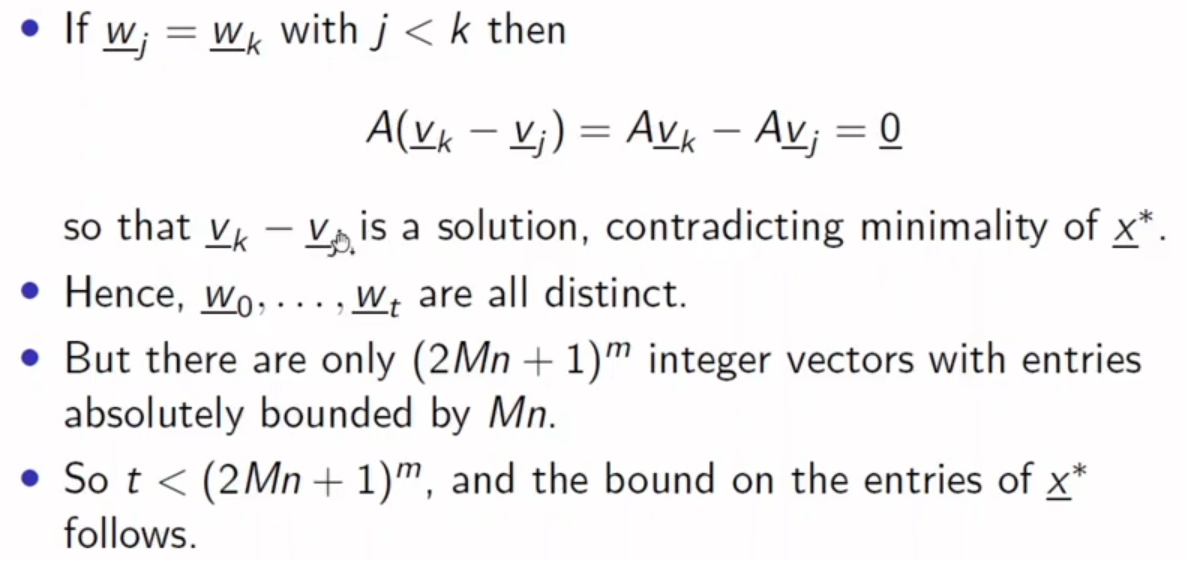 • If w_j = w_k with j < k then
A(v_k − v_j) = Av_k − Av_j = 0
so that v_k − v is a solution, contradicting minimality of x*.
• Hence, w_0, . . . , w_t are all distinct.
• But there are only (2Mn + 1)^m integer vectors with entries
absolutely bounded by Mn.
• So t < (2Mn + 1)^m, and the bound on the entries of x*
follows.